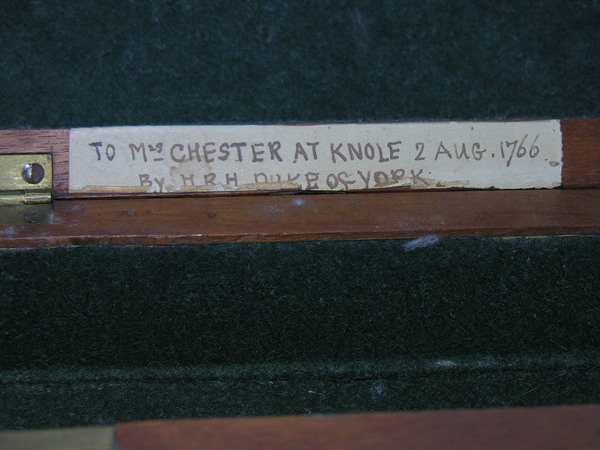 TO Mrs CHESTER AT KNOLE 2 AUG. 1766.
BY H.R.H. DUKE OF YORK